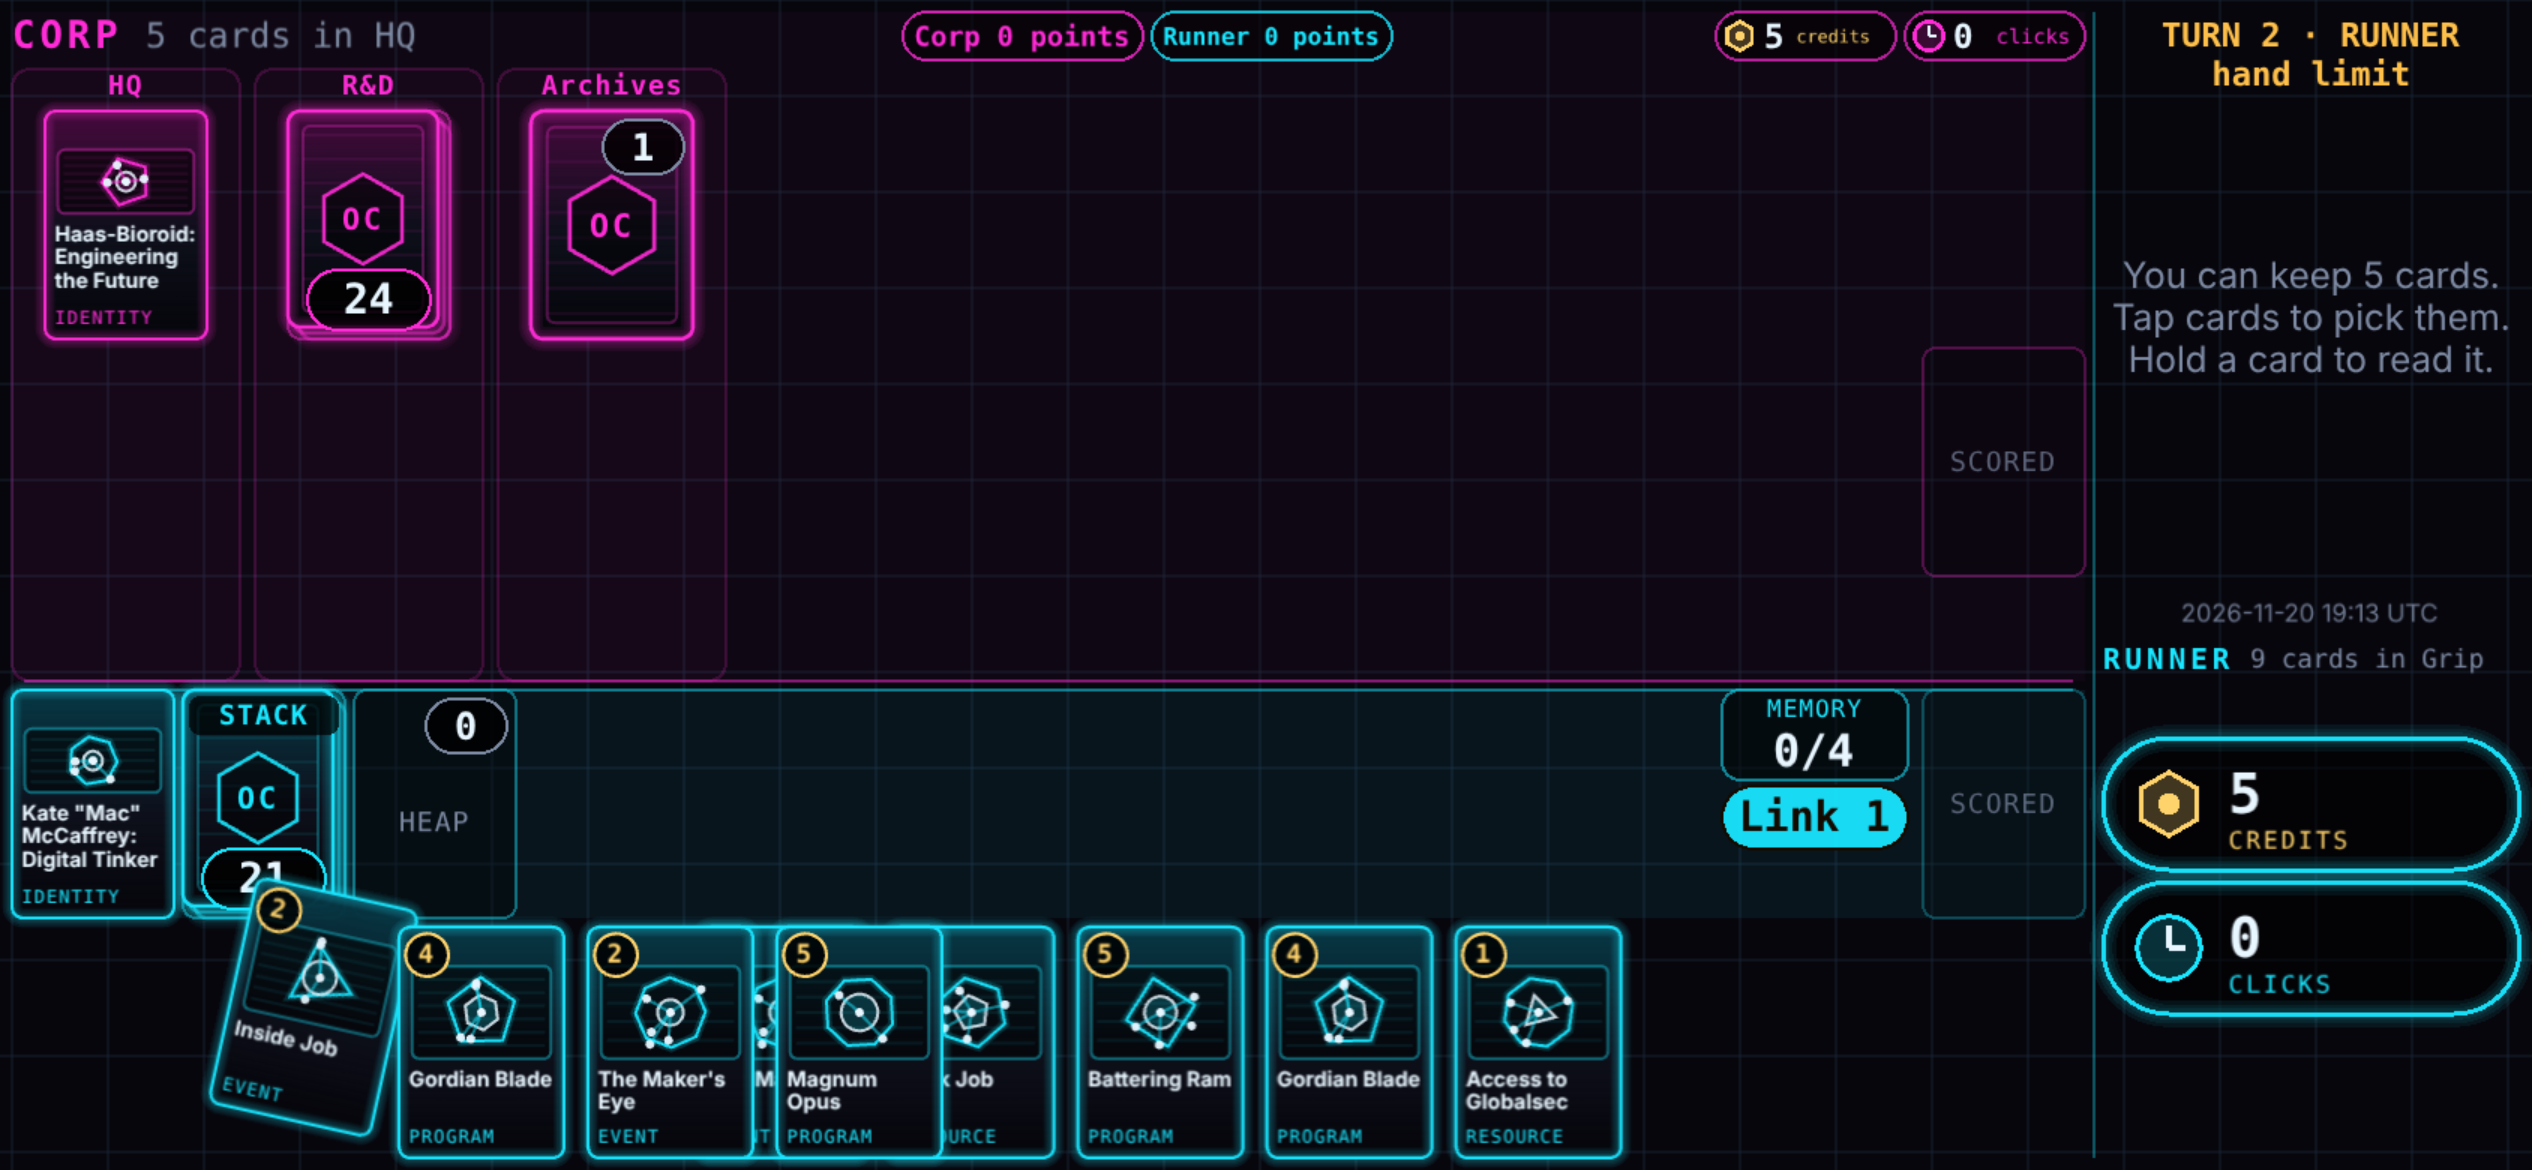 CORP 5 cards in HQ
Corp 0 points
Runner 0 points
5 credits
0 clicks
TURN 2 · RUNNER
hand limit
HQ
R&D
Archives
Haas-Bioroid:
Engineering
the Future
IDENTITY
OC
24
1
OC
You can keep 5 cards.
Tap cards to pick them.
Hold a card to read it.
SCORED
2026-11-20 19:13 UTC
RUNNER 9 cards in Grip
Kate "Mac"
McCaffrey:
Digital Tinker
IDENTITY
STACK
OC
21
0
HEAP
MEMORY
0/4
Link 1
SCORED
5
CREDITS
0
CLICKS
2
Inside Job
EVENT
4
Gordian Blade
PROGRAM
2
The Maker's
Eye
EVENT
5
Magnum
Opus
PROGRAM
Job
5
Battering Ram
PROGRAM
4
Gordian Blade
PROGRAM
1
Access to
Globalsec
RESOURCE